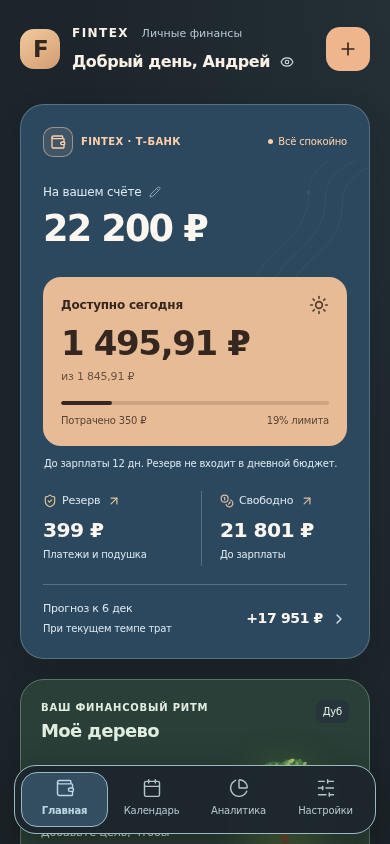 F
FINTEX Личные финансы
Добрый день, Андрей
FINTEX · Т-БАНК
Всё спокойно
На вашем счёте
22 200 ₽
Доступно сегодня
1 495,91 ₽
из 1 845,91 ₽
Потрачено 350 ₽
19% лимита
До зарплаты 12 дн. Резерв не входит в дневной бюджет.
Резерв
399 ₽
Платежи и подушка
Свободно
21 801 ₽
До зарплаты
Прогноз к 6 дек
При текущем темпе трат
+17 951 ₽
ВАШ ФИНАНСОВЫЙ РИТМ
Моё дерево
Дуб
Главная
Календарь
Аналитика
Настройки